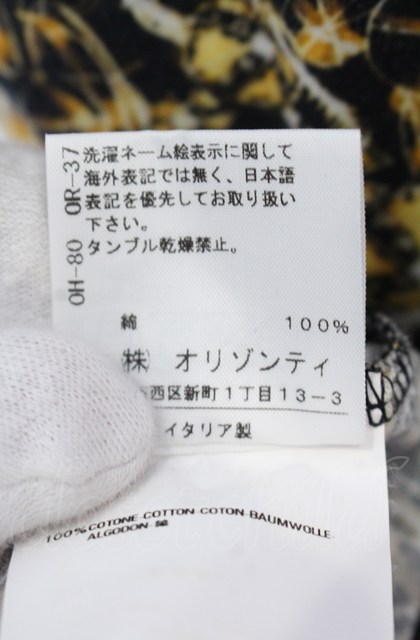 OR-37
OH-80
洗濯ネーム絵表示に関して
海外表記では無く、日本語
表記を優先してお取り扱い
下さい。
タンブル乾燥禁止。
綿 100%
株) オリゾンティ
西区新町1丁目13-3
イタリア製
100% COTONE-COTTON-COTON-BAUMWOLLE
ALGODON-綿